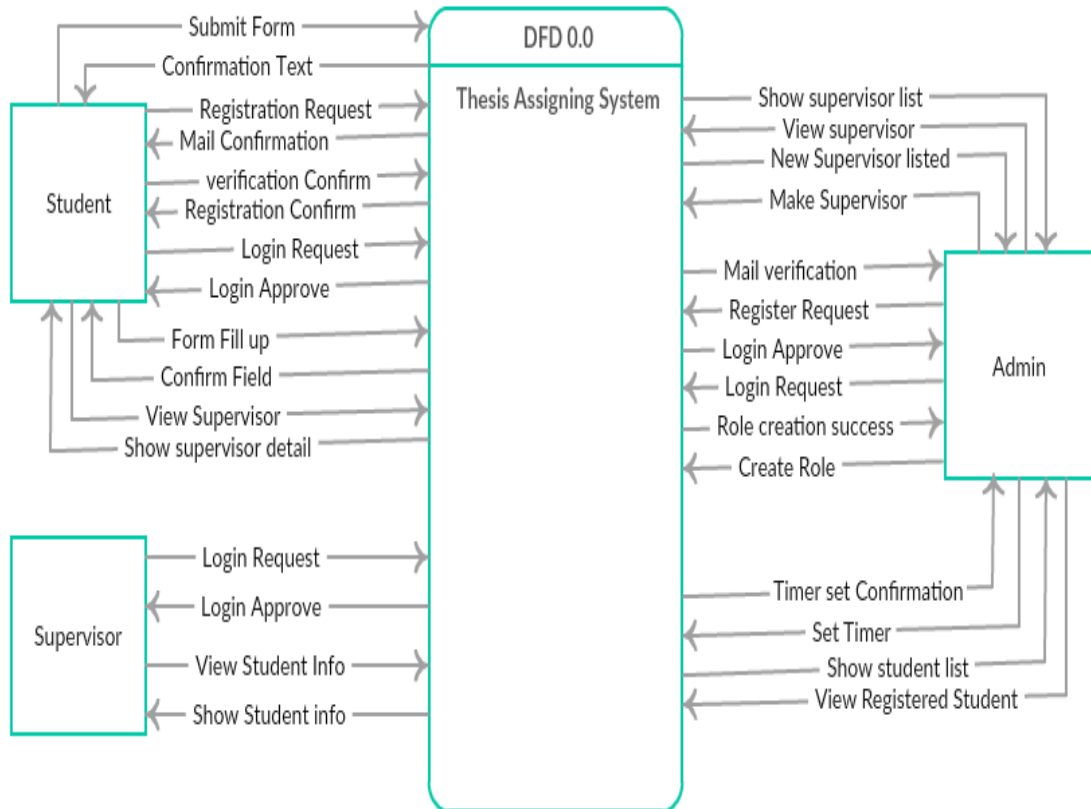 Submit Form
DFD 0.0
Confirmation Text
Thesis Assigning System
Registration Request
Mail Confirmation
verification Confirm
Registration Confirm
Login Request
Login Approve
Student
Form Fill up
Confirm Field
View Supervisor
Show supervisor detail
Show supervisor list
View supervisor
New Supervisor listed
Make Supervisor
Mail verification
Register Request
Login Approve
Login Request
Role creation success
Create Role
Admin
Timer set Confirmation
Set Timer
Show student list
View Registered Student
Supervisor
Login Request
Login Approve
View Student Info
Show Student info